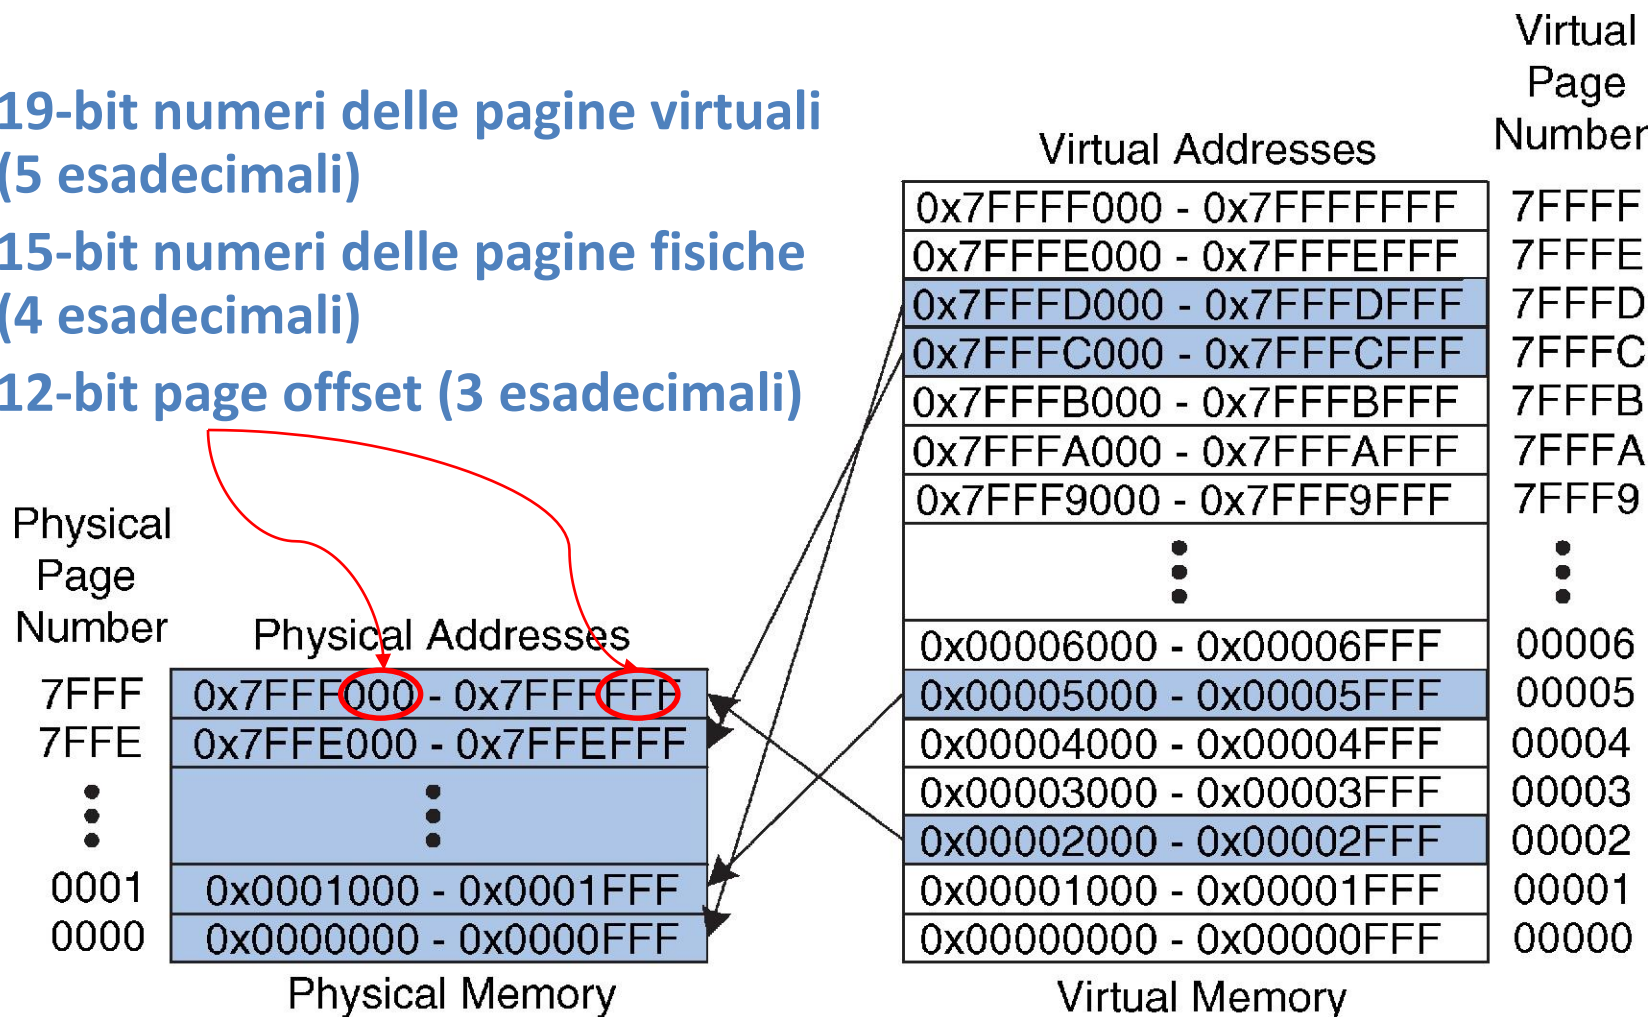 19-bit numeri delle pagine virtuali
(5 esadecimali)
15-bit numeri delle pagine fisiche
(4 esadecimali)
12-bit page offset (3 esadecimali)
Physical
Page
Number
Physical Addresses
7FFF 0x7FFF000 - 0x7FFFFFF
7FFE 0x7FFE000 - 0x7FFEFFF
0001 0x0001000 - 0x0001FFF
0000 0x0000000 - 0x0000FFF
Physical Memory
Virtual
Page
Number
Virtual Addresses
0x7FFFF000 - 0x7FFFFFFF 7FFFF
0x7FFFE000 - 0x7FFFEFFF 7FFFE
0x7FFFD000 - 0x7FFFDFFF 7FFFD
0x7FFFC000 - 0x7FFFCFFF 7FFFC
0x7FFFB000 - 0x7FFFBFFF 7FFFB
0x7FFFA000 - 0x7FFFAFFF 7FFFA
0x7FFF9000 - 0x7FFF9FFF 7FFF9
0x00006000 - 0x00006FFF 00006
0x00005000 - 0x00005FFF 00005
0x00004000 - 0x00004FFF 00004
0x00003000 - 0x00003FFF 00003
0x00002000 - 0x00002FFF 00002
0x00001000 - 0x00001FFF 00001
0x00000000 - 0x00000FFF 00000
Virtual Memory